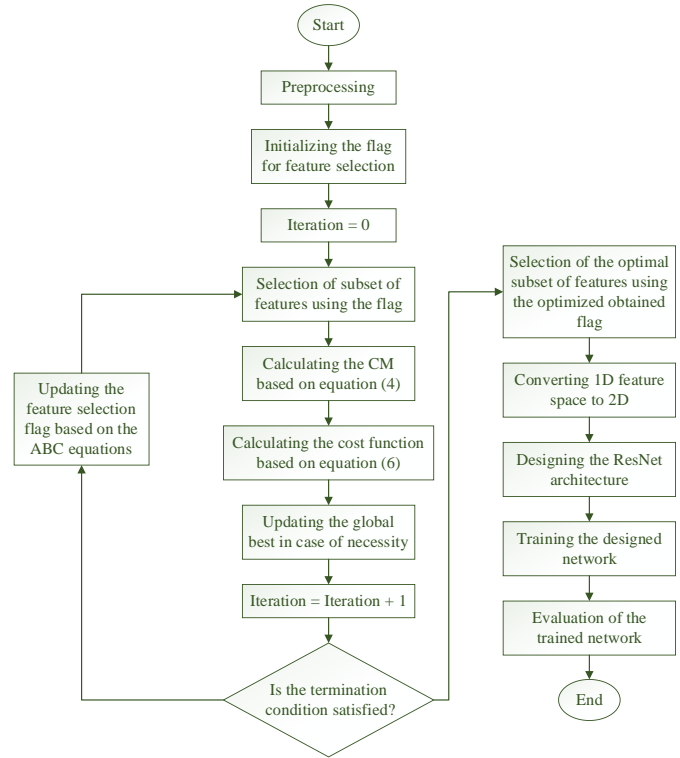 Start
Preprocessing
Initializing the flag
for feature selection
Iteration = 0
Selection of subset of
features using the flag
Calculating the CM
based on equation (4)
Calculating the cost function
based on equation (6)
Updating the global
best in case of necessity
Iteration = Iteration + 1
Is the termination
condition satisfied?
Updating the
feature selection
flag based on the
ABC equations
Selection of the optimal
subset of features using
the optimized obtained
flag
Converting 1D feature
space to 2D
Designing the ResNet
architecture
Training the designed
network
Evaluation of the
trained network
End